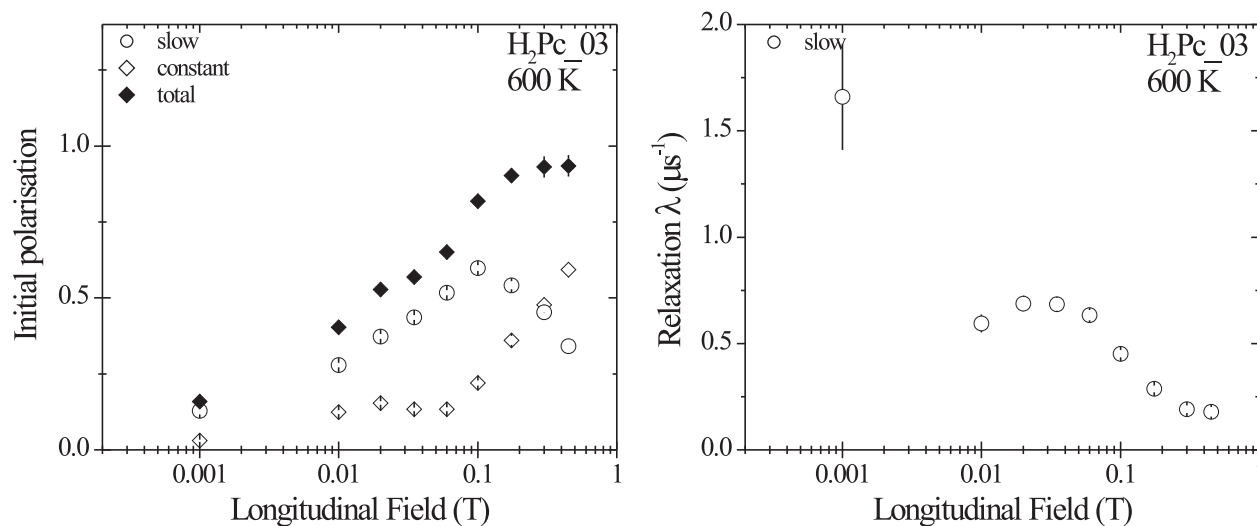 slow
constant
total
H₂Pc_03
600 K
1.0
0.5
0.0
Initial polarisation
0.001
0.01
0.1
1
Longitudinal Field (T)
slow
H₂Pc_03
600 K
2.0
1.5
1.0
0.5
0.0
Relaxation λ (μs⁻¹)
0.001
0.01
0.1
Longitudinal Field (T)